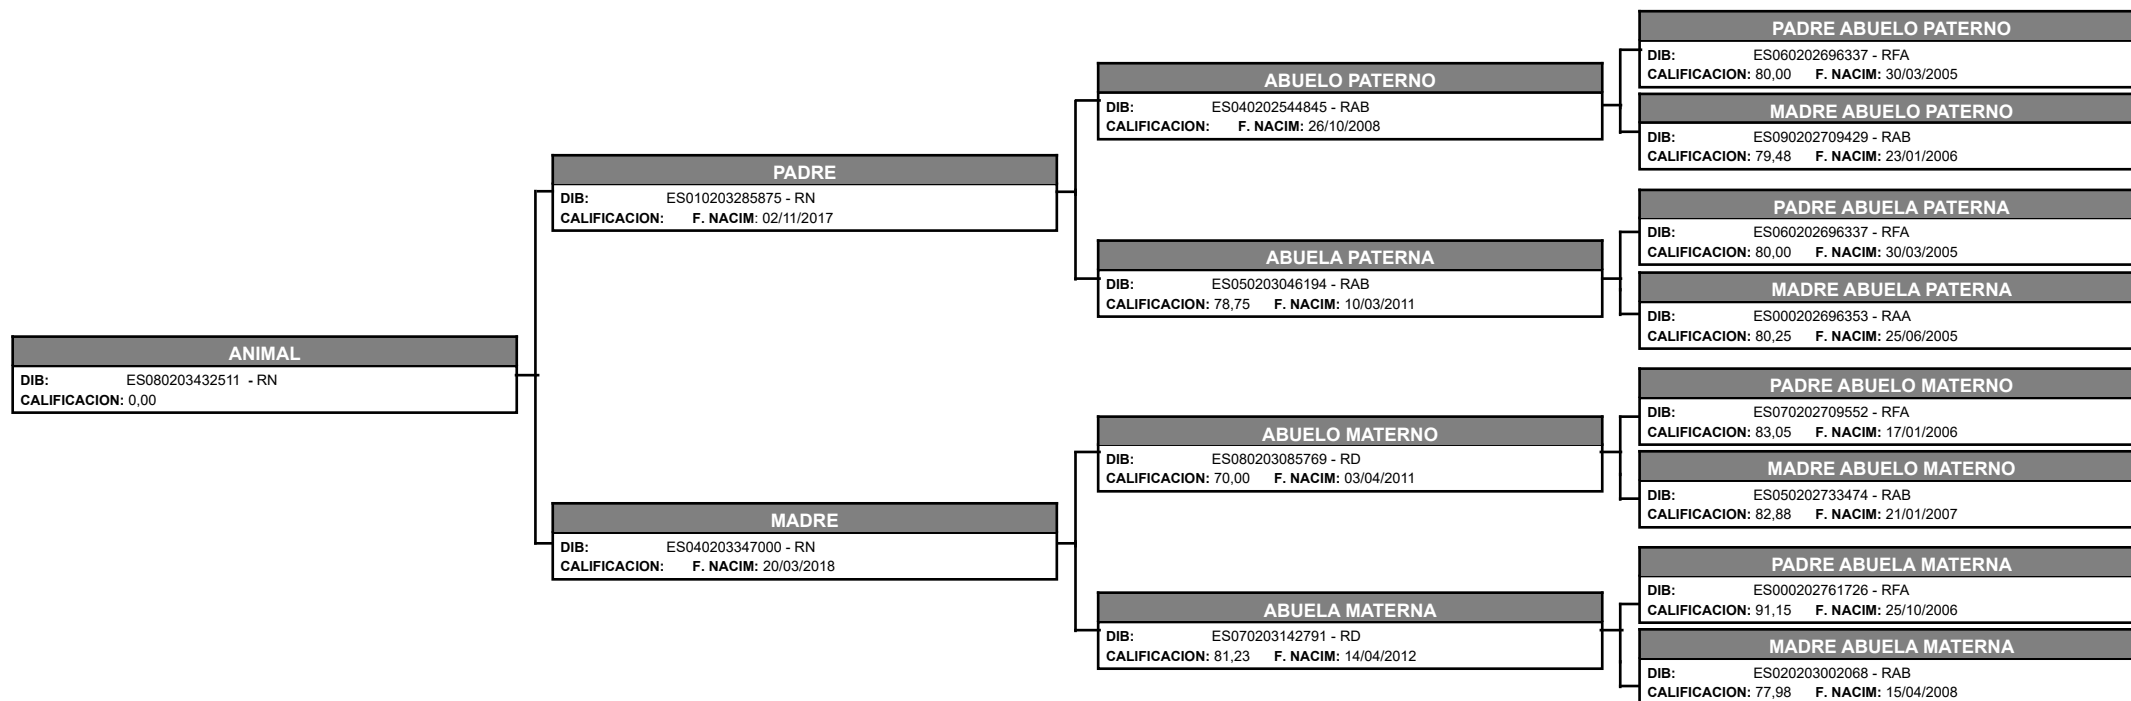 ANIMAL
DIB: ES080203432511 - RN
CALIFICACION: 0,00
PADRE
DIB: ES010203285875 - RN
CALIFICACION: F. NACIM: 02/11/2017
MADRE
DIB: ES040203347000 - RN
CALIFICACION: F. NACIM: 20/03/2018
ABUELO PATERNO
DIB: ES040202544845 - RAB
CALIFICACION: F. NACIM: 26/10/2008
ABUELA PATERNA
DIB: ES050203046194 - RAB
CALIFICACION: 78,75 F. NACIM: 10/03/2011
ABUELO MATERNO
DIB: ES080203085769 - RD
CALIFICACION: 70,00 F. NACIM: 03/04/2011
ABUELA MATERNA
DIB: ES070203142791 - RD
CALIFICACION: 81,23 F. NACIM: 14/04/2012
PADRE ABUELO PATERNO
DIB: ES060202696337 - RFA
CALIFICACION: 80,00 F. NACIM: 30/03/2005
MADRE ABUELO PATERNO
DIB: ES090202709429 - RAB
CALIFICACION: 79,48 F. NACIM: 23/01/2006
PADRE ABUELA PATERNA
DIB: ES060202696337 - RFA
CALIFICACION: 80,00 F. NACIM: 30/03/2005
MADRE ABUELA PATERNA
DIB: ES000202696353 - RAA
CALIFICACION: 80,25 F. NACIM: 25/06/2005
PADRE ABUELO MATERNO
DIB: ES070202709552 - RFA
CALIFICACION: 83,05 F. NACIM: 17/01/2006
MADRE ABUELO MATERNO
DIB: ES050202733474 - RAB
CALIFICACION: 82,88 F. NACIM: 21/01/2007
PADRE ABUELA MATERNA
DIB: ES000202761726 - RFA
CALIFICACION: 91,15 F. NACIM: 25/10/2006
MADRE ABUELA MATERNA
DIB: ES020203002068 - RAB
CALIFICACION: 77,98 F. NACIM: 15/04/2008